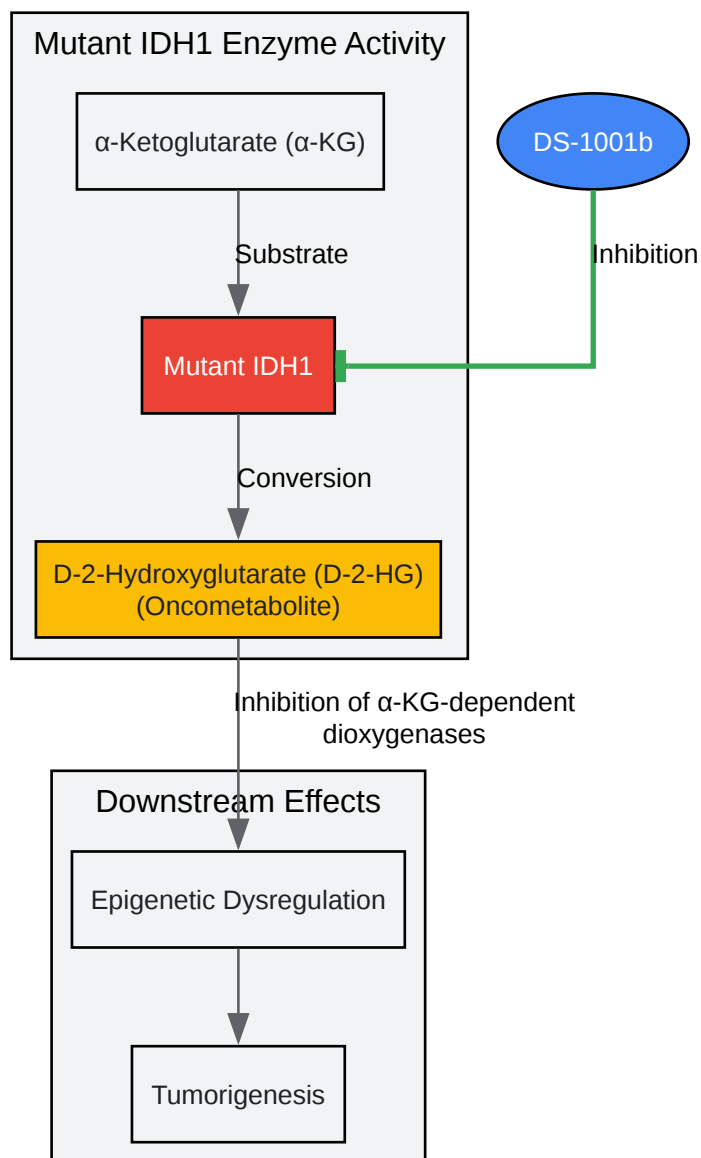 Mutant IDH1 Enzyme Activity
α-Ketoglutarate (α-KG)
DS-1001b
Substrate
Inhibition
Mutant IDH1
Conversion
D-2-Hydroxyglutarate (D-2-HG)
(Oncometabolite)
Inhibition of α-KG-dependent
dioxygenases
Downstream Effects
Epigenetic Dysregulation
Tumorigenesis